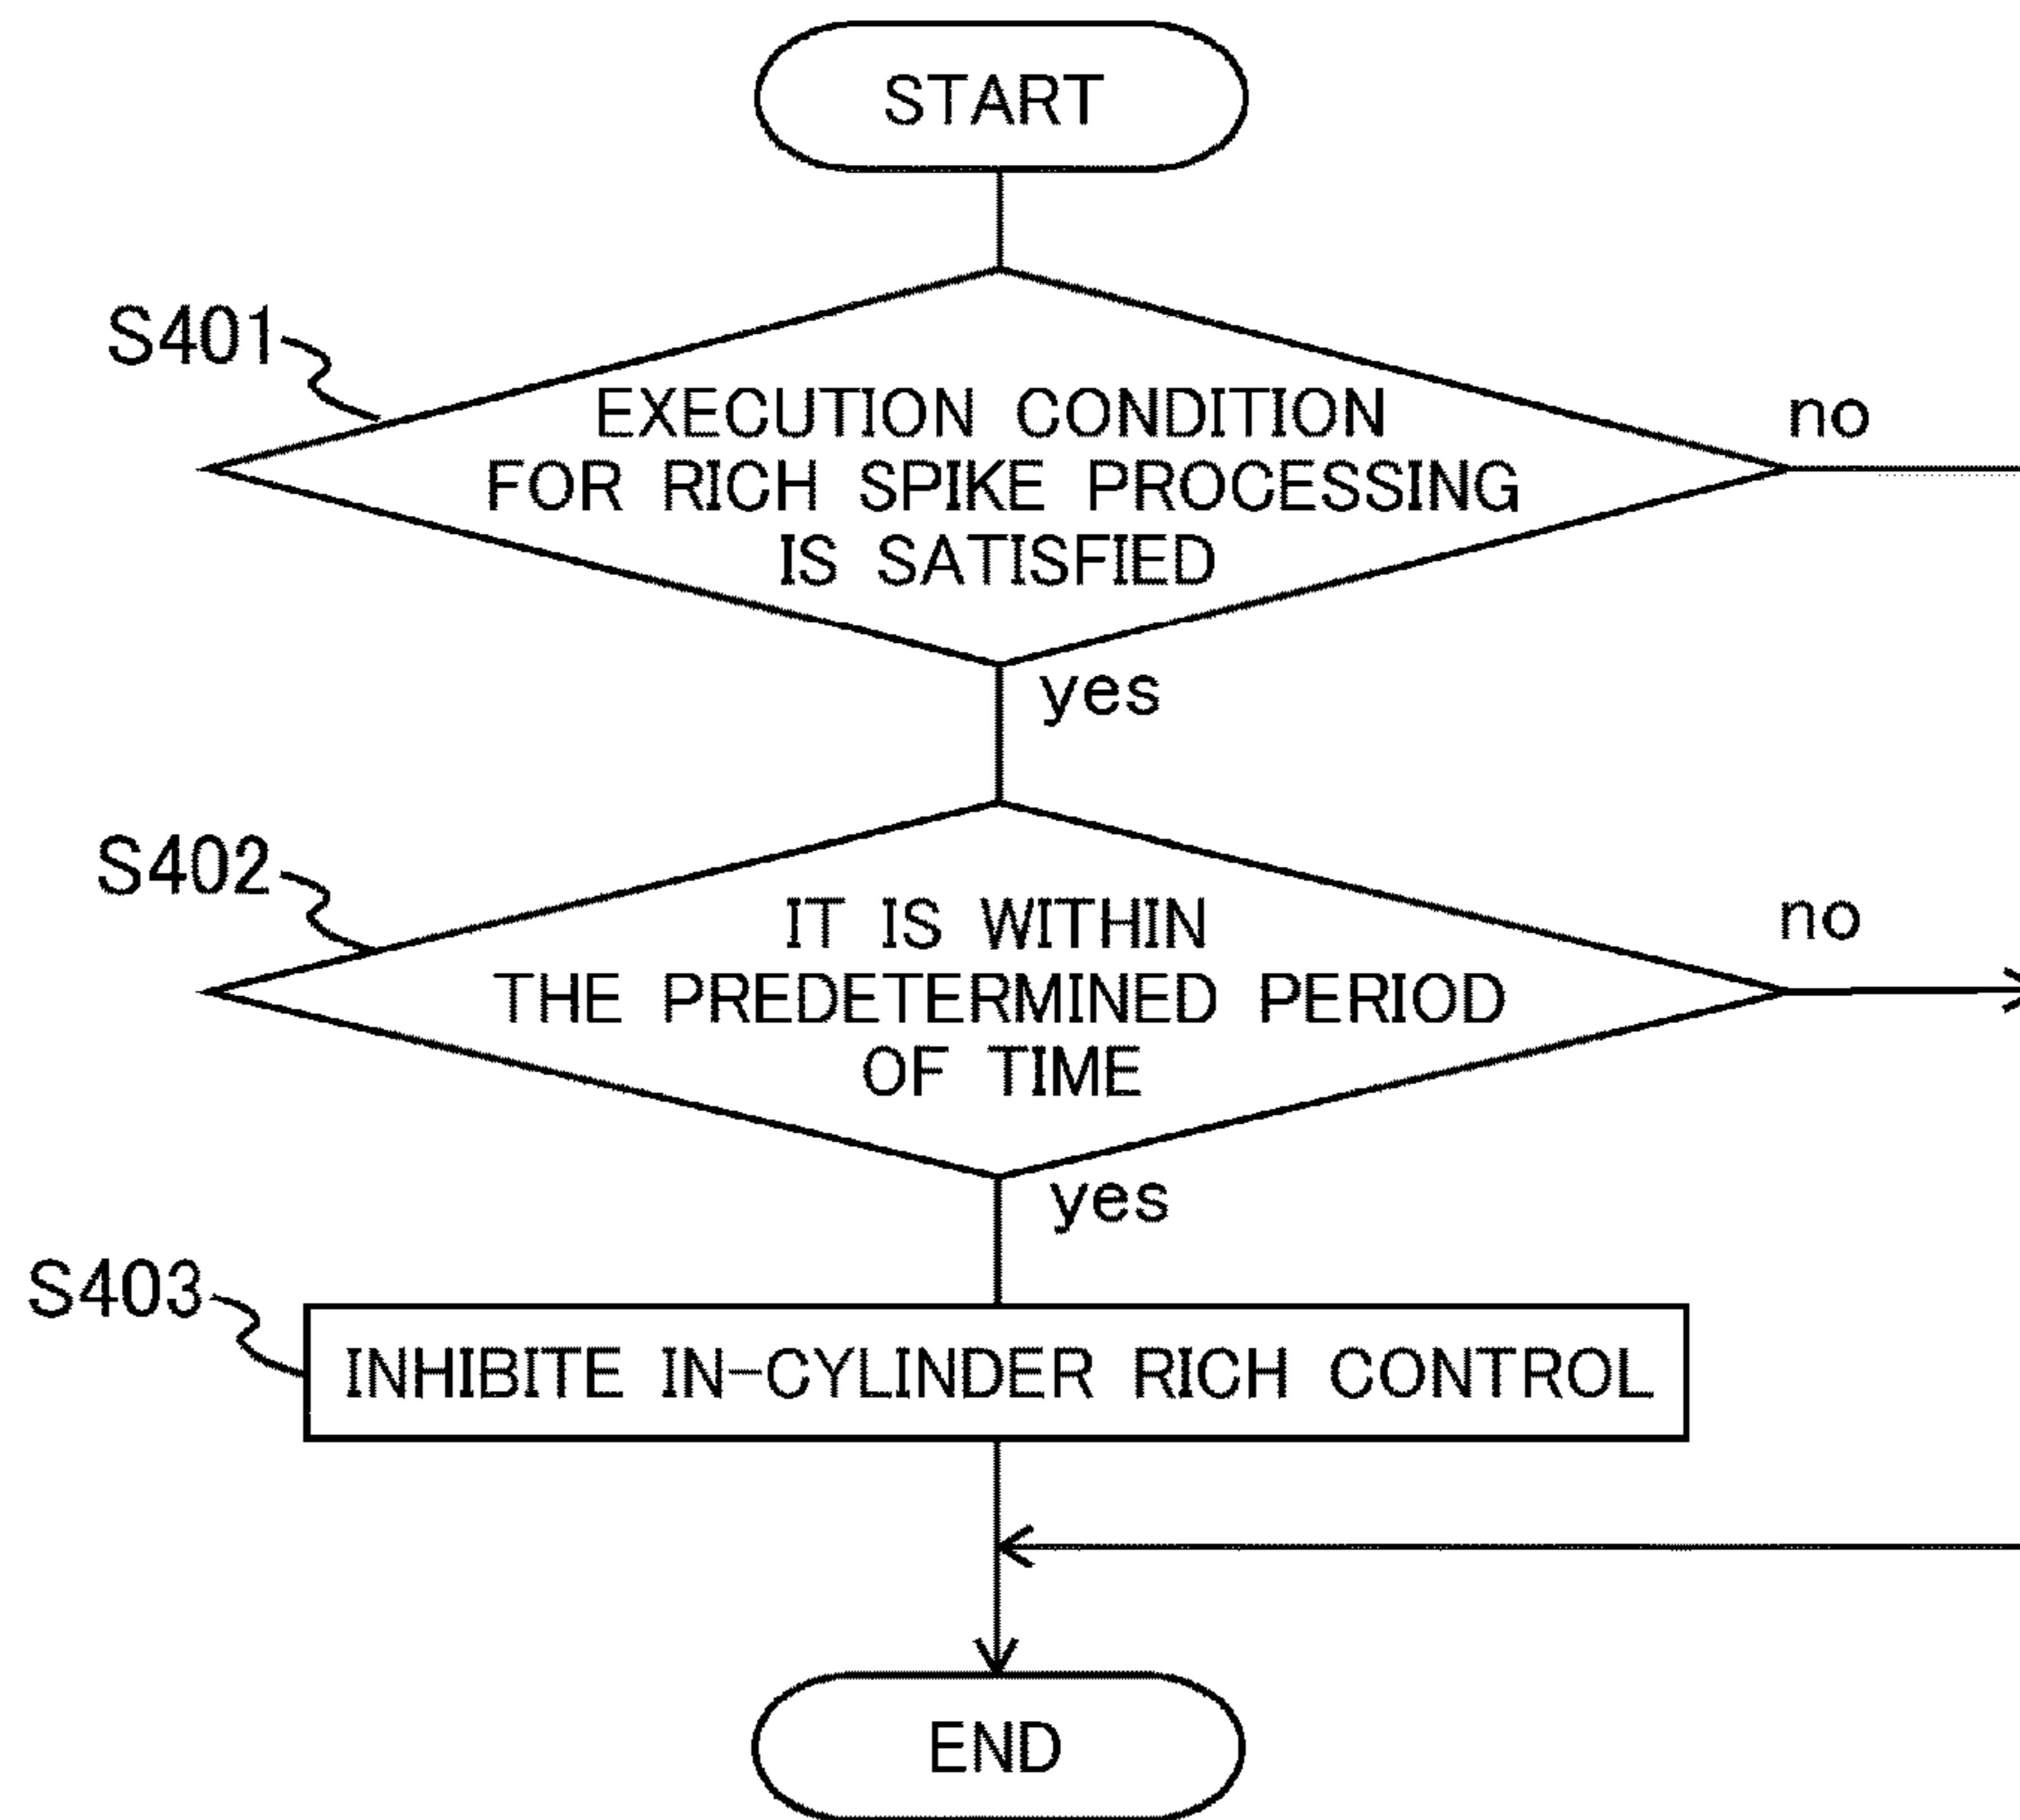 START
S401
EXECUTION CONDITION
FOR RICH SPIKE PROCESSING
IS SATISFIED
no
yes
S402
IT IS WITHIN
THE PREDETERMINED PERIOD
OF TIME
no
yes
S403
INHIBITE IN-CYLINDER RICH CONTROL
END